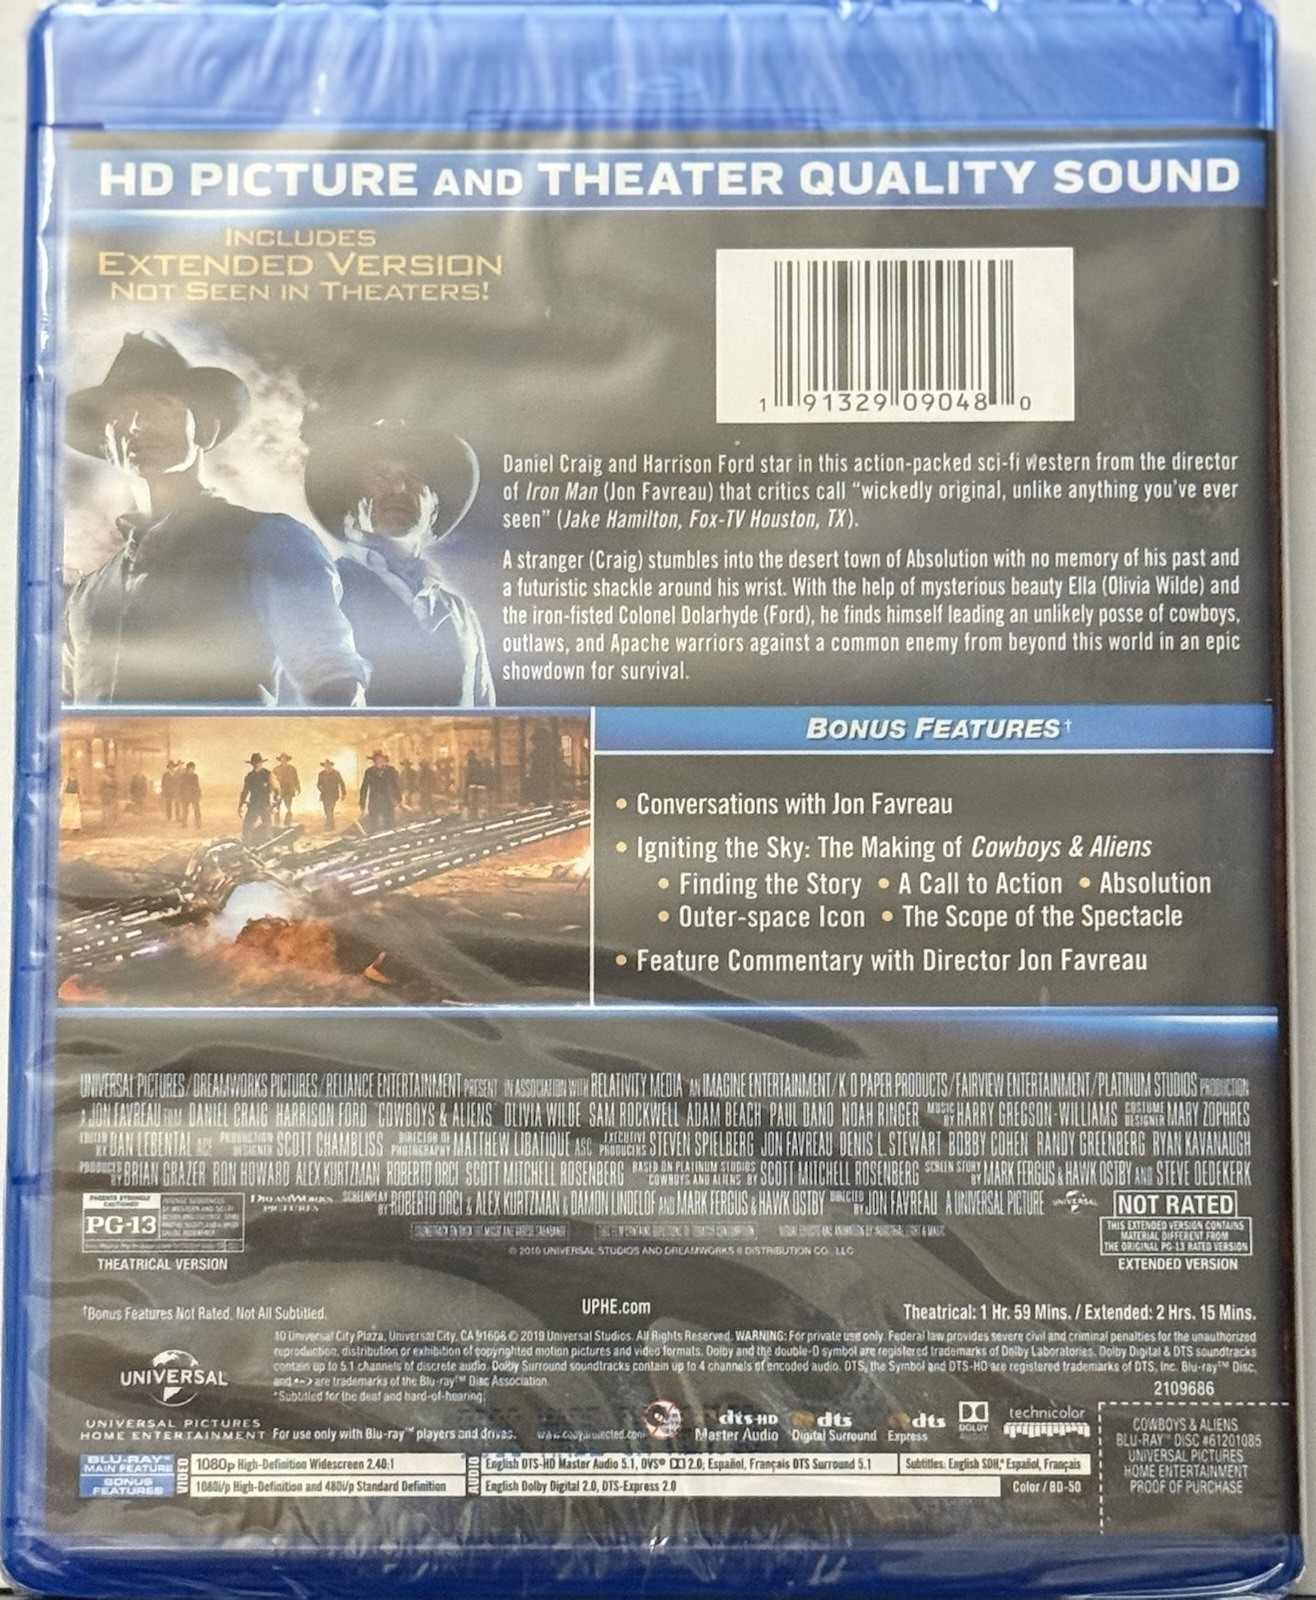 HD PICTURE AND THEATER QUALITY SOUND
INCLUDES
EXTENDED VERSION
NOT SEEN IN THEATERS!
1 91329 09048 0
Daniel Craig and Harrison Ford star in this action-packed sci-fi western from the director
of Iron Man (Jon Favreau) that critics call “wickedly original, unlike anything you’ve ever
seen” (Jake Hamilton, Fox-TV Houston, TX).
A stranger (Craig) stumbles into the desert town of Absolution with no memory of his past and
a futuristic shackle around his wrist. With the help of mysterious beauty Ella (Olivia Wilde) and
the iron-fisted Colonel Dolarhyde (Ford), he finds himself leading an unlikely posse of cowboys,
outlaws, and Apache warriors against a common enemy from beyond this world in an epic
showdown for survival.
BONUS FEATURES†
• Conversations with Jon Favreau
• Igniting the Sky: The Making of Cowboys & Aliens
• Finding the Story • A Call to Action • Absolution
• Outer-space Icon • The Scope of the Spectacle
• Feature Commentary with Director Jon Favreau
UNIVERSAL PICTURES/DREAMWORKS PICTURES/RELIANCE ENTERTAINMENT PRESENT IN ASSOCIATION WITH RELATIVITY MEDIA AN IMAGINE ENTERTAINMENT/K O PAPER PRODUCTS/FAIRVIEW ENTERTAINMENT/PLATINUM STUDIOS PRODUCTION
A JON FAVREAU FILM DANIEL CRAIG HARRISON FORD "COWBOYS & ALIENS" OLIVIA WILDE SAM ROCKWELL ADAM BEACH PAUL DANO NOAH RINGER MUSIC BY HARRY GREGSON-WILLIAMS COSTUME DESIGNER MARY ZOPHRES
EDITED BY DAN LEBENTAL ACE PRODUCTION DESIGNER SCOTT CHAMBLISS DIRECTOR OF PHOTOGRAPHY MATTHEW LIBATIQUE ASC EXECUTIVE PRODUCERS STEVEN SPIELBERG JON FAVREAU DENIS L. STEWART BOBBY COHEN RANDY GREENBERG RYAN KAVANAUGH
PRODUCED BY BRIAN GRAZER RON HOWARD ALEX KURTZMAN ROBERTO ORCI SCOTT MITCHELL ROSENBERG BASED ON PLATINUM STUDIOS' COWBOYS AND ALIENS BY SCOTT MITCHELL ROSENBERG SCREEN STORY BY MARK FERGUS & HAWK OSTBY AND STEVE OEDEKERK
DREAMWORKS PICTURES SCREENPLAY BY ROBERTO ORCI & ALEX KURTZMAN & DAMON LINDELOF AND MARK FERGUS & HAWK OSTBY DIRECTED BY JON FAVREAU A UNIVERSAL PICTURE UNIVERSAL
PARENTS STRONGLY CAUTIONED
PG-13
THEATRICAL VERSION
NOT RATED
THIS EXTENDED VERSION CONTAINS
MATERIAL DIFFERENT FROM
THE ORIGINAL PG-13 RATED VERSION
EXTENDED VERSION
UNIVERSAL STUDIOS AND DREAMWORKS II DISTRIBUTION CO., LLC
†Bonus Features Not Rated, Not All Subtitled.
UPHE.com
Theatrical: 1 Hr. 59 Mins. / Extended: 2 Hrs. 15 Mins.
10 Universal City Plaza, Universal City, CA 91608 © 2019 Universal Studios. All Rights Reserved. WARNING: For private use only. Federal law provides severe civil and criminal penalties for the unauthorized
reproduction, distribution or exhibition of copyrighted motion pictures and video formats. Dolby and the double-D symbol are registered trademarks of Dolby Laboratories. Dolby Digital & DTS soundtracks
contain up to 5.1 channels of discrete audio. Dolby Surround soundtracks contain up to 4 channels of encoded audio. DTS, the Symbol and DTS-HD are registered trademarks of DTS, Inc. Blu-ray™ Disc,
and are trademarks of the Blu-ray™ Disc Association.
*Subtitled for the deaf and hard-of-hearing.
2109686
UNIVERSAL
UNIVERSAL PICTURES
HOME ENTERTAINMENT
For use only with Blu-ray™ players and drives.
www.copyprotected.com
dts-HD
Master Audio
dts
Digital Surround
dts
Express
DOLBY
AUDIO
technicolor
COWBOYS & ALIENS
BLU-RAY™ DISC #61201085
UNIVERSAL PICTURES
HOME ENTERTAINMENT
PROOF OF PURCHASE
BLU-RAY™
MAIN FEATURE
BONUS
FEATURES
VIDEO
1080p High-Definition Widescreen 2.40:1
1080i/p High-Definition and 480i/p Standard Definition
AUDIO
English DTS-HD Master Audio 5.1, DVS® 2.0; Español, Français DTS Surround 5.1
English Dolby Digital 2.0, DTS-Express 2.0
Subtitles: English SDH,* Español, Français
Color / BD-50